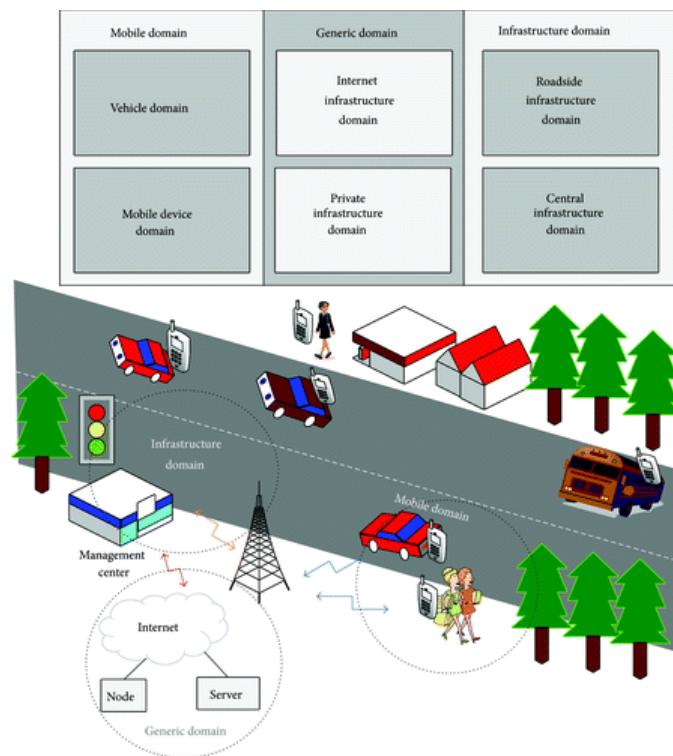 Mobile domain
Generic domain
Infrastructure domain
Vehicle domain
Internet
infrastructure
domain
Roadside
infrastructure
domain
Mobile device
domain
Private
infrastructure
domain
Central
infrastructure
domain
Infrastructure
domain
Mobile domain
Management
center
Internet
Node
Server
Generic domain